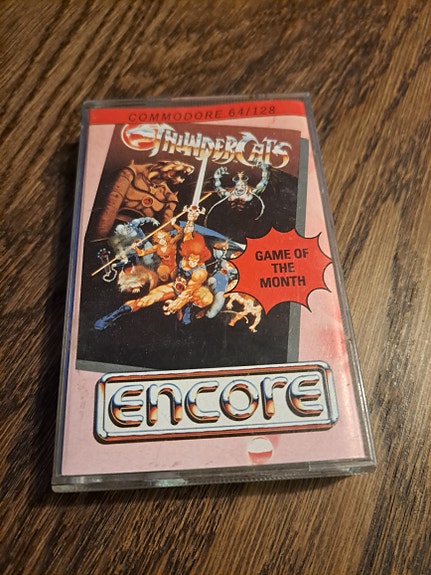 COMMODORE 64/128
THUNDERCATS
GAME OF
THE
MONTH
ENCORE